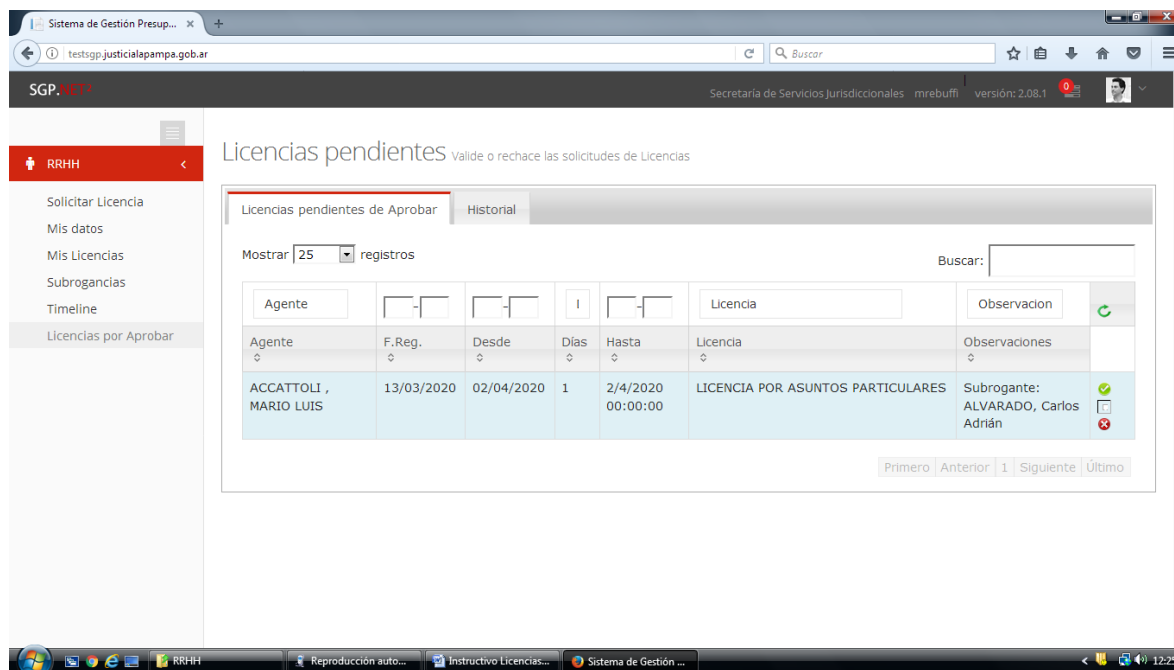 Sistema de Gestión Presup...
testsgp.justicialapampa.gob.ar
Buscar
SGP.NET
Secretaría de Servicios Jurisdiccionales mrebuffi versión: 2.08.1 0
RRHH
Solicitar Licencia
Mis datos
Mis Licencias
Subrogancias
Timeline
Licencias por Aprobar
Licencias pendientes Valide o rechace las solicitudes de Licencias
Licencias pendientes de Aprobar Historial
Mostrar 25 registros
Buscar:
Agente - - - Licencia Observacion
Agente F.Reg. Desde Días Hasta Licencia Observaciones
ACCATTOLI , 13/03/2020 02/04/2020 1 2/4/2020 LICENCIA POR ASUNTOS PARTICULARES Subrogante:
MARIO LUIS 00:00:00 ALVARADO, Carlos
Adrián
Primero Anterior 1 Siguiente Último
RRHH Reproducción auto... Instructivo Licencias... Sistema de Gestión ...